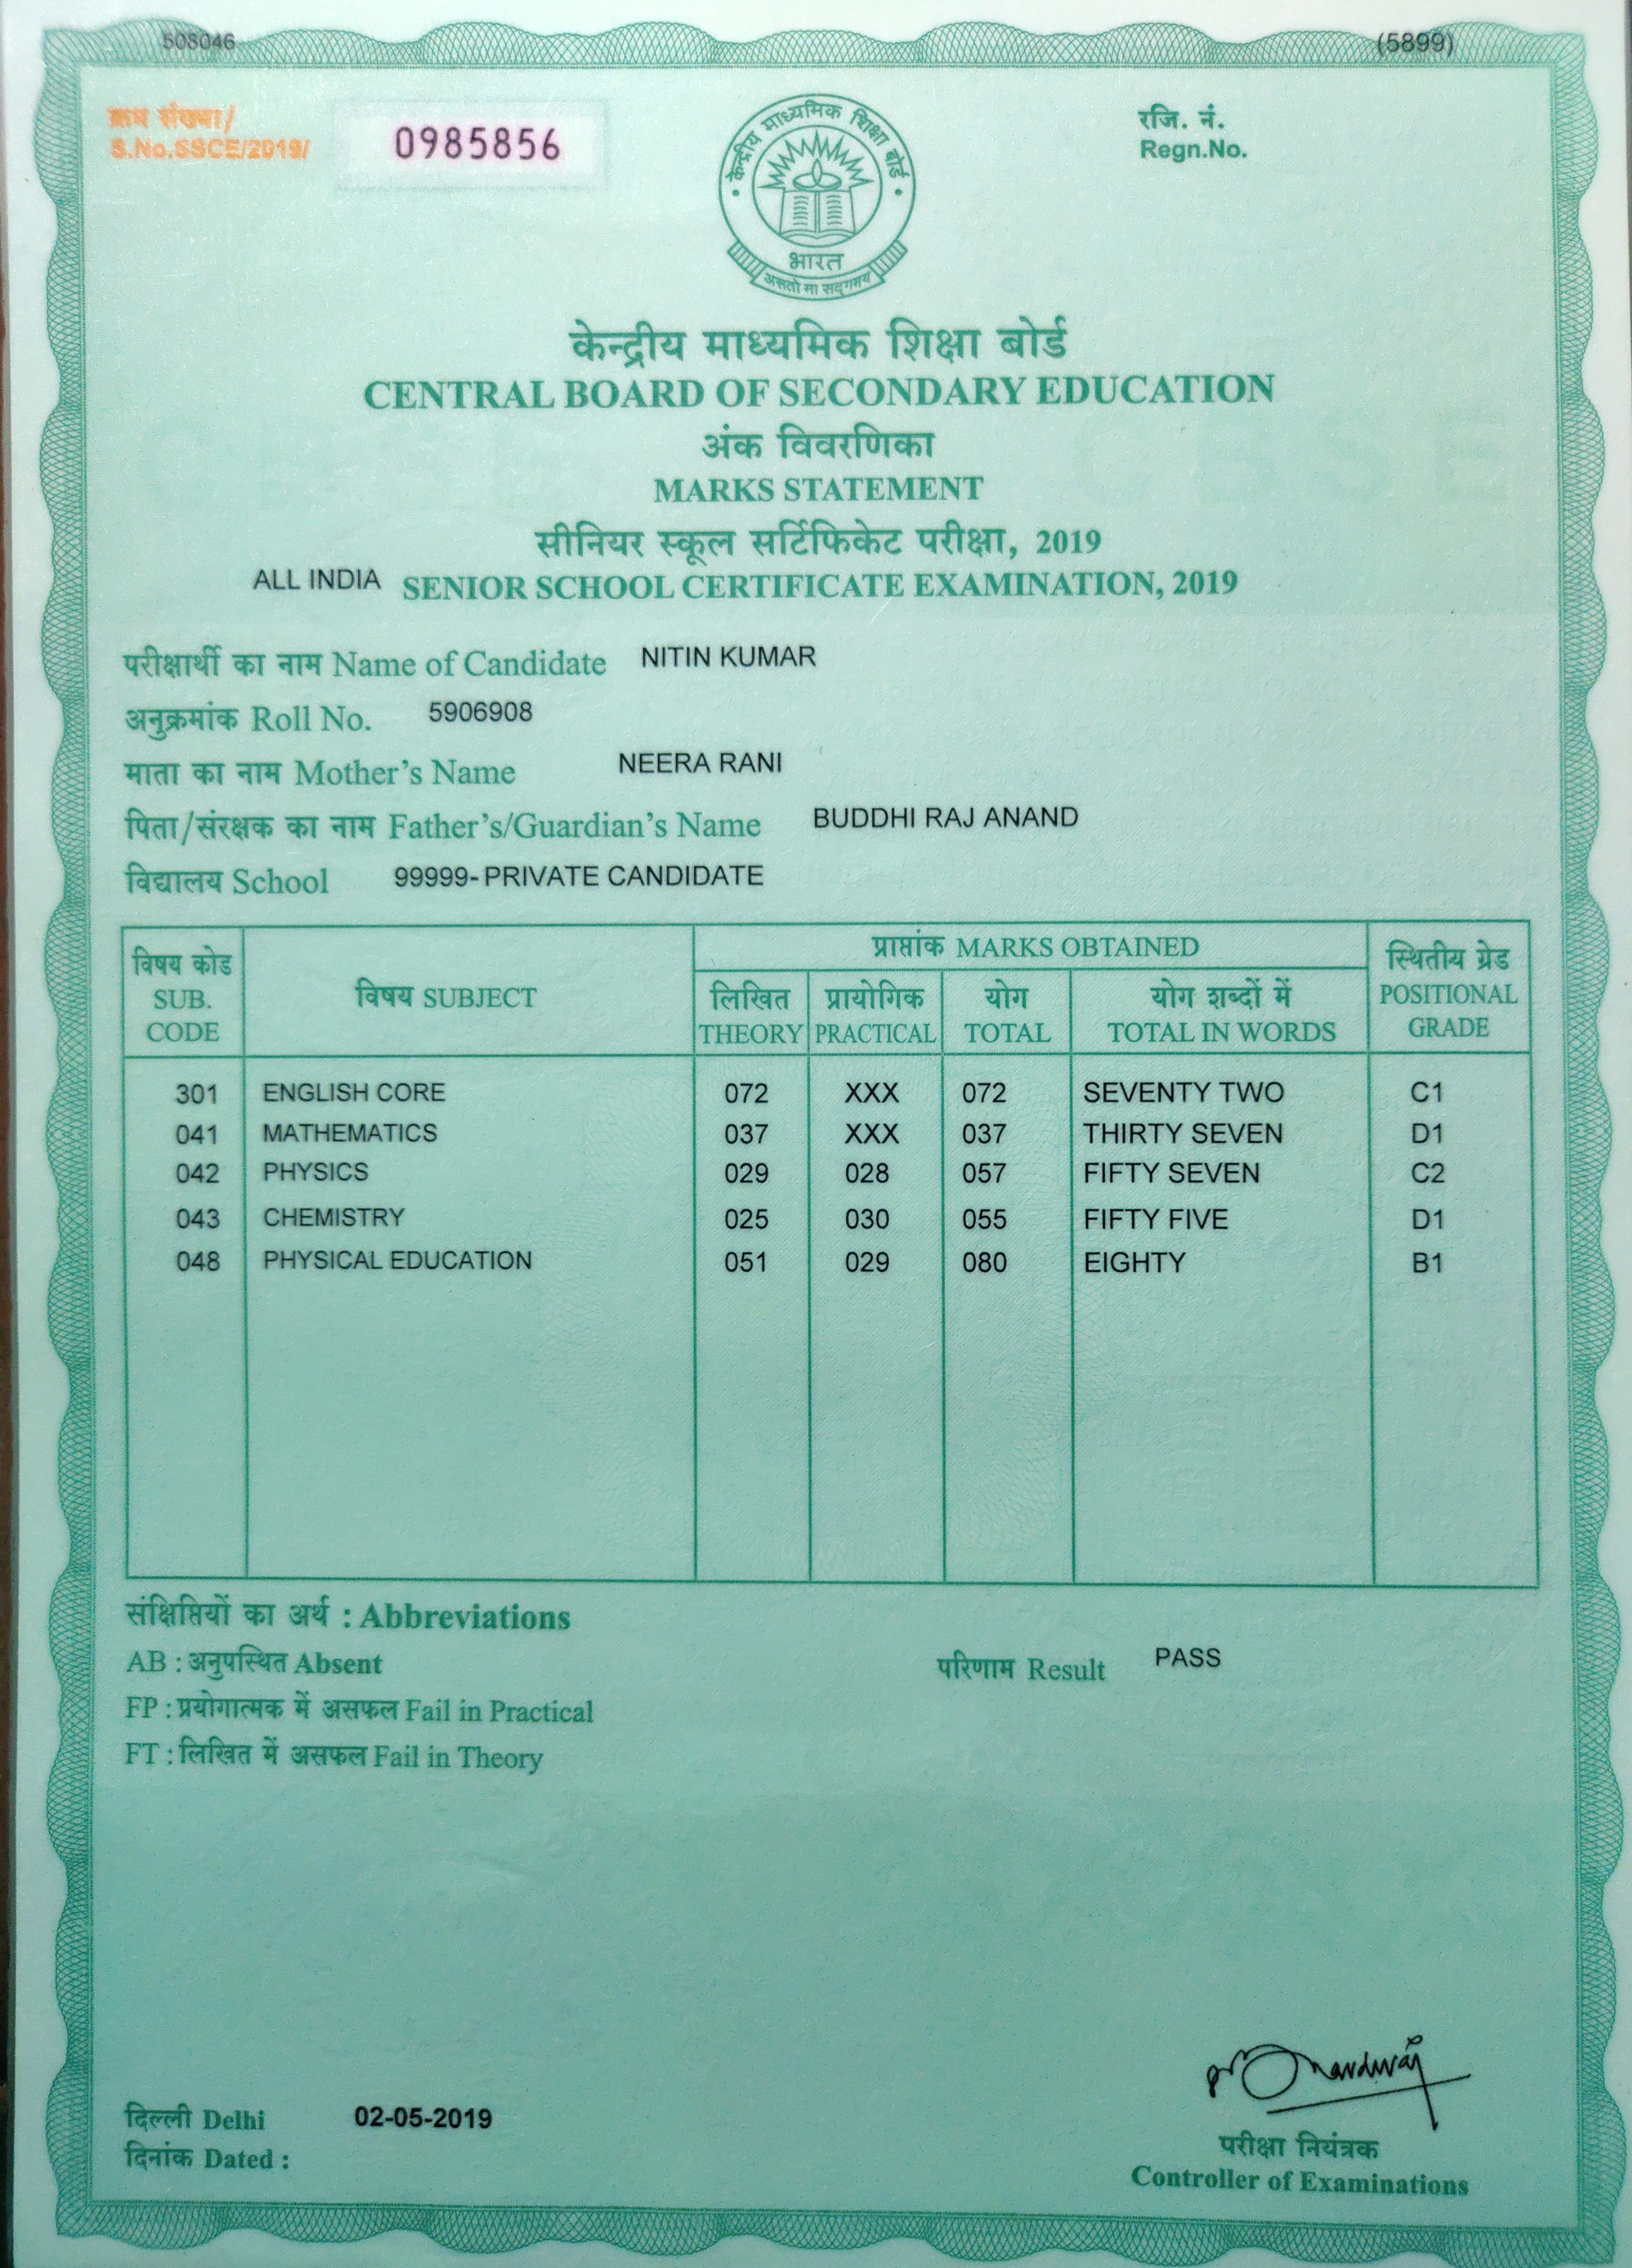 508046
(5899)
क्रम संख्या/
S.No.SSCE/2019/
0985856
रजि. नं.
Regn.No.
केन्द्रीय माध्यमिक शिक्षा बोर्ड
भारत
असतो मा सद्गमय
केन्द्रीय माध्यमिक शिक्षा बोर्ड
CENTRAL BOARD OF SECONDARY EDUCATION
अंक विवरणिका
MARKS STATEMENT
सीनियर स्कूल सर्टिफिकेट परीक्षा, 2019
ALL INDIA SENIOR SCHOOL CERTIFICATE EXAMINATION, 2019
परीक्षार्थी का नाम Name of Candidate NITIN KUMAR
अनुक्रमांक Roll No. 5906908
माता का नाम Mother's Name NEERA RANI
पिता/संरक्षक का नाम Father's/Guardian's Name BUDDHI RAJ ANAND
विद्यालय School 99999-PRIVATE CANDIDATE
विषय कोड SUB. CODE
विषय SUBJECT
प्राप्तांक MARKS OBTAINED
लिखित THEORY
प्रायोगिक PRACTICAL
योग TOTAL
योग शब्दों में TOTAL IN WORDS
स्थितीय ग्रेड POSITIONAL GRADE
301 ENGLISH CORE 072 XXX 072 SEVENTY TWO C1
041 MATHEMATICS 037 XXX 037 THIRTY SEVEN D1
042 PHYSICS 029 028 057 FIFTY SEVEN C2
043 CHEMISTRY 025 030 055 FIFTY FIVE D1
048 PHYSICAL EDUCATION 051 029 080 EIGHTY B1
संक्षिप्तियों का अर्थ : Abbreviations
AB : अनुपस्थित Absent
परिणाम Result PASS
FP : प्रयोगात्मक में असफल Fail in Practical
FT : लिखित में असफल Fail in Theory
दिल्ली Delhi 02-05-2019
दिनांक Dated :
परीक्षा नियंत्रक
Controller of Examinations